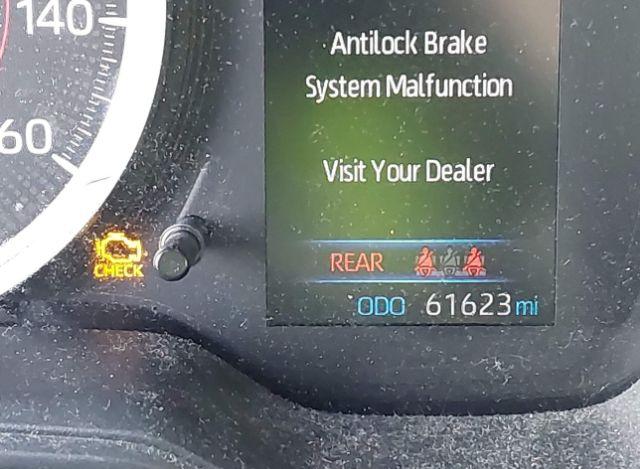 140
60
Antilock Brake
System Malfunction
Visit Your Dealer
CHECK
REAR
ODO 61623 mi